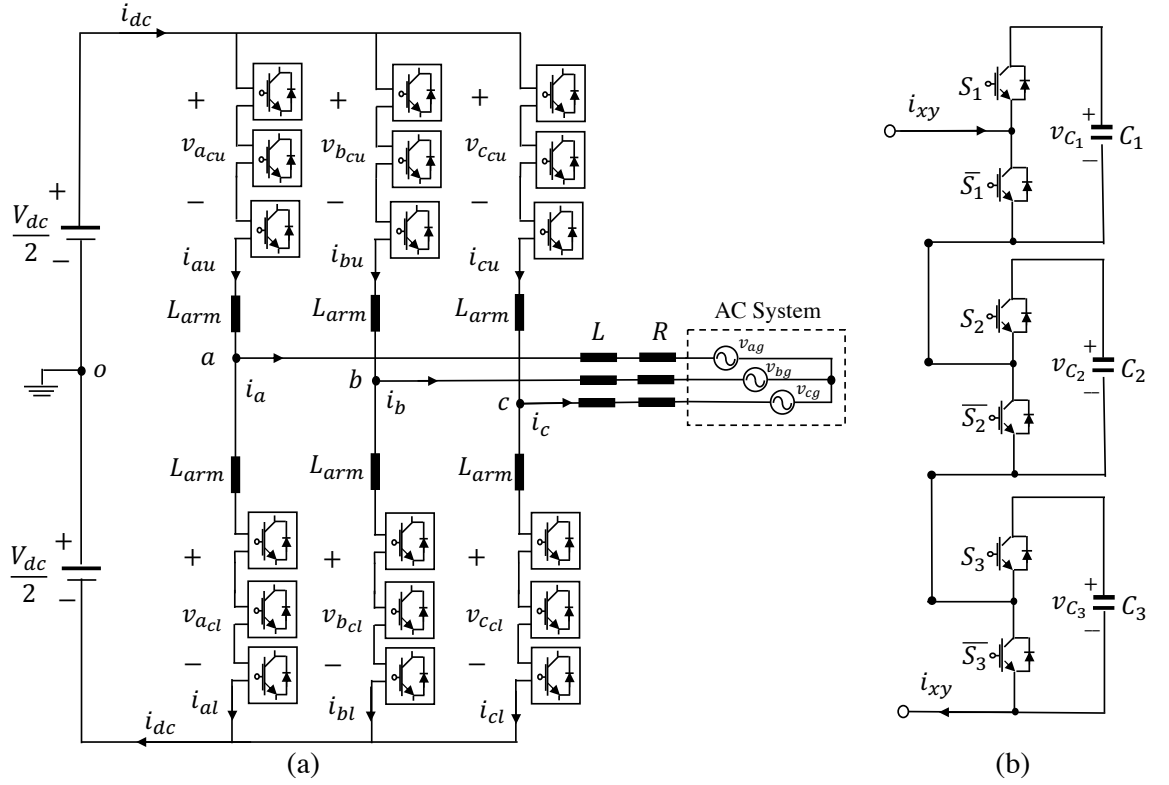 i_dc
+ + +
v_acu v_bcu v_ccu
− − −
i_au i_bu i_cu
+
V_dc/2
−
L_arm L_arm L_arm
AC System
L R
v_ag
v_bg
v_cg
a
b
c
o
i_a i_b i_c
L_arm L_arm L_arm
+
V_dc/2
−
+ + +
v_acl v_bcl v_ccl
− − −
i_al i_bl i_cl
i_dc
(a)
S_1
i_xy
+
v_C1 C_1
−
S̅_1
S_2
+
v_C2 C_2
−
S̅_2
S_3
+
v_C3 C_3
−
S̅_3
i_xy
(b)